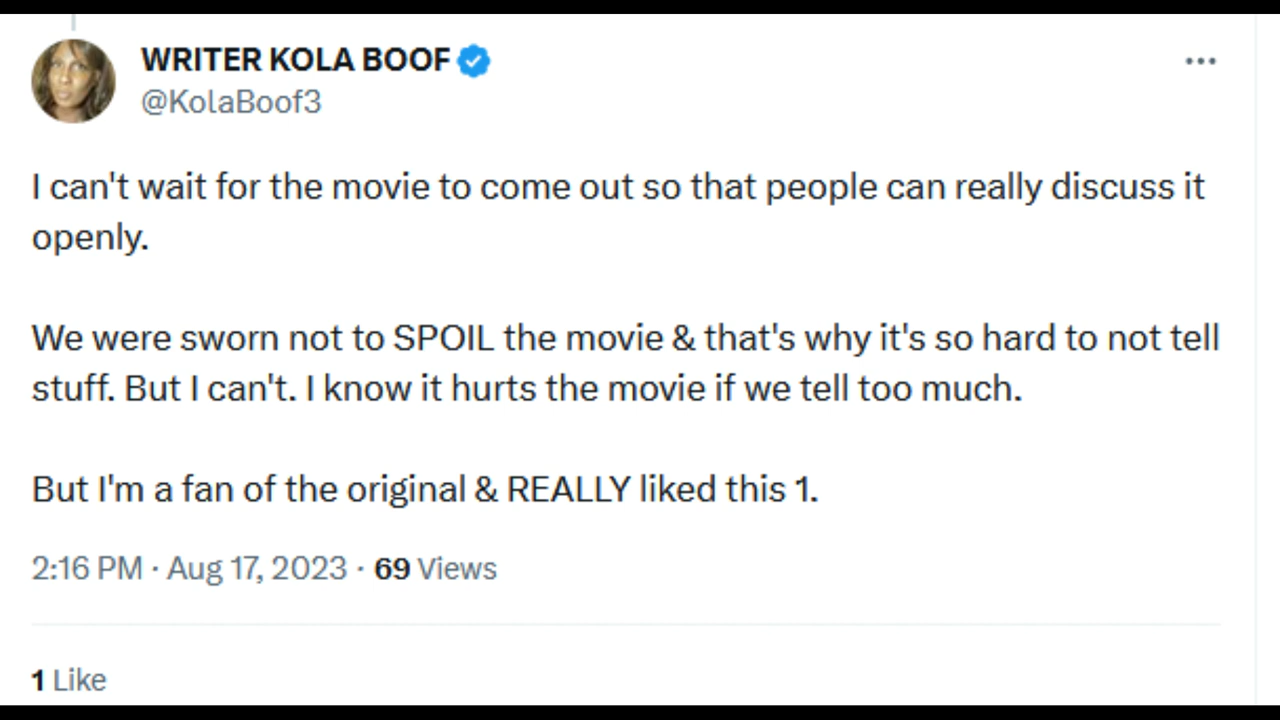 WRITER KOLA BOOF
@KolaBoof3
I can't wait for the movie to come out so that people can really discuss it
openly.
We were sworn not to SPOIL the movie & that's why it's so hard to not tell
stuff. But I can't. I know it hurts the movie if we tell too much.
But I'm a fan of the original & REALLY liked this 1.
2:16 PM · Aug 17, 2023 · 69 Views
1 Like